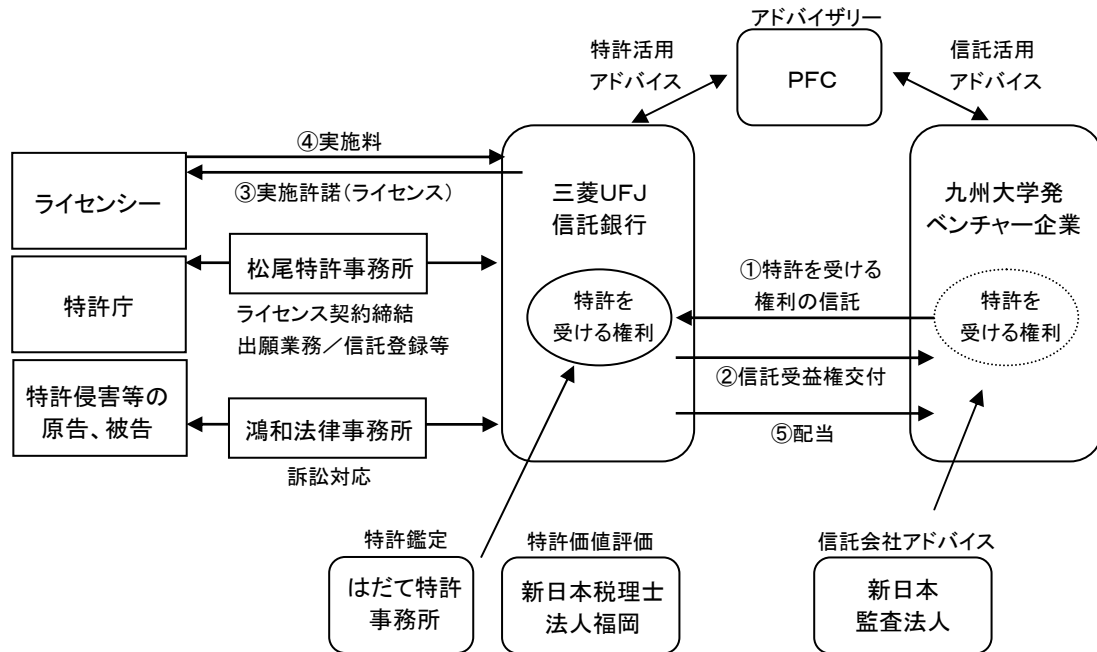 アドバイザリー
PFC
特許活用
アドバイス
信託活用
アドバイス
④実施料
③実施許諾(ライセンス)
ライセンシー
三菱UFJ
信託銀行
九州大学発
ベンチャー企業
松尾特許事務所
特許庁
ライセンス契約締結
出願業務/信託登録等
①特許を受ける
権利の信託
特許を
受ける権利
特許を
受ける権利
②信託受益権交付
⑤配当
特許侵害等の
原告、被告
鴻和法律事務所
訴訟対応
特許鑑定
はだて特許
事務所
特許価値評価
新日本税理士
法人福岡
信託会社アドバイス
新日本
監査法人